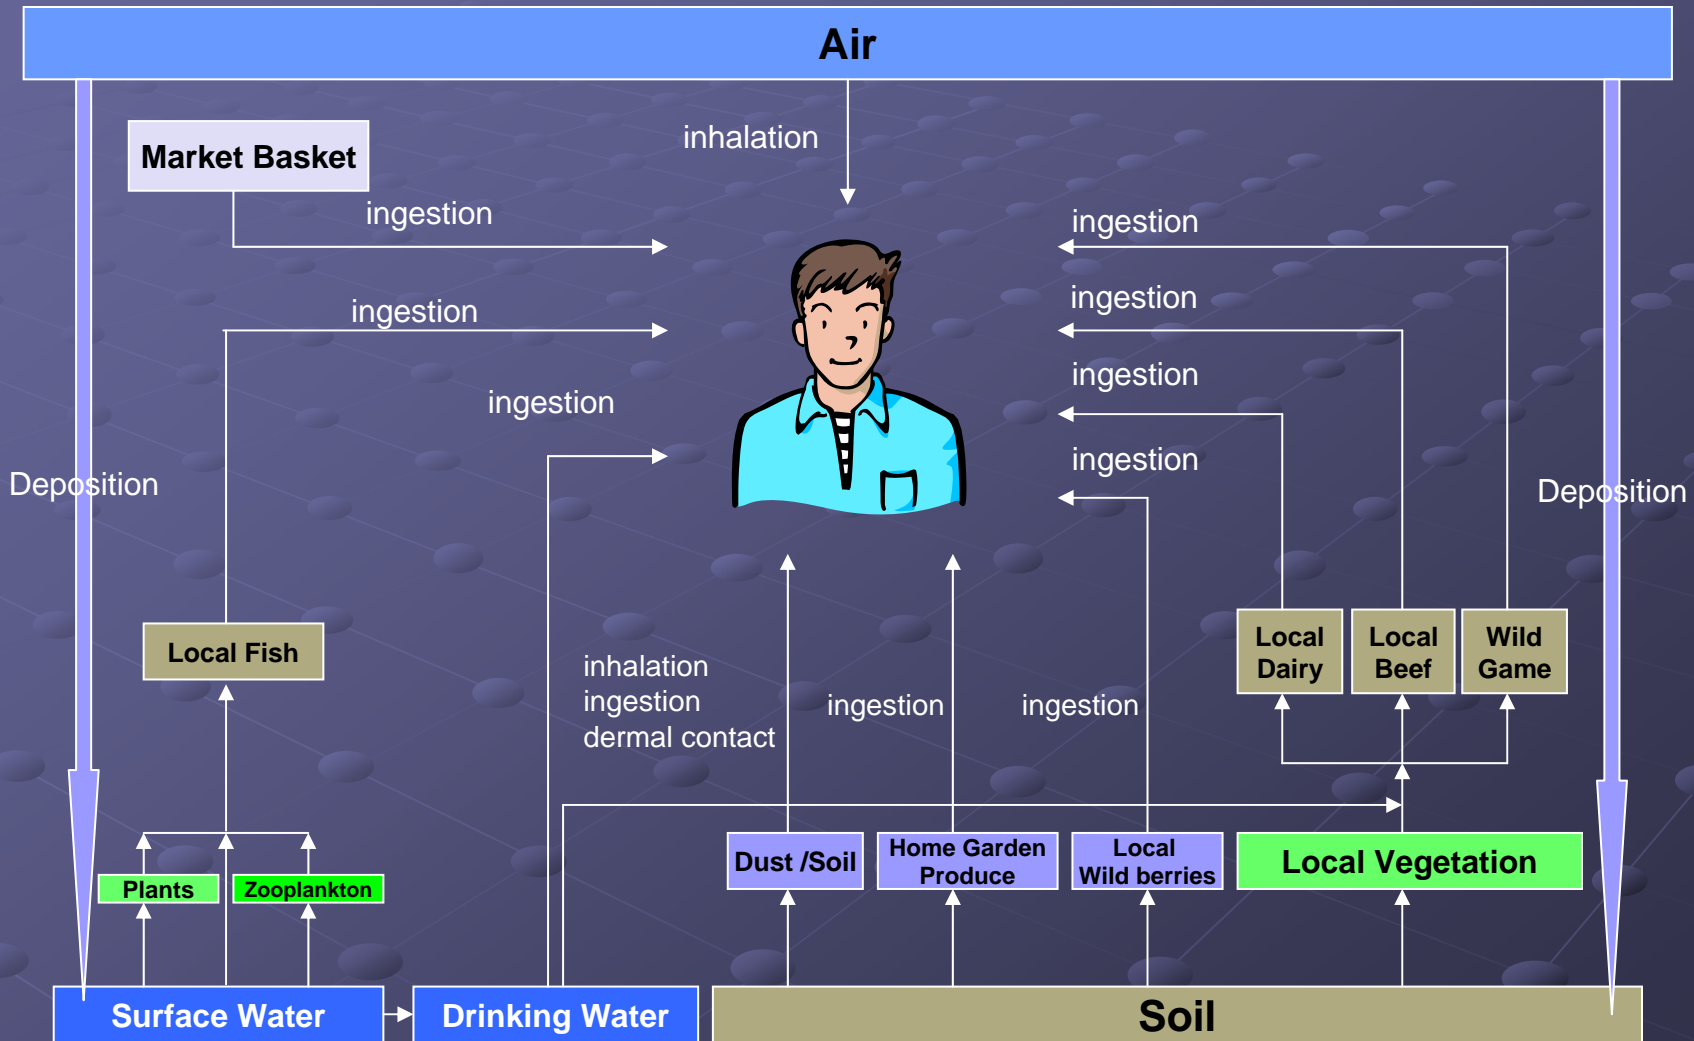 Air
inhalation
Market Basket
ingestion
ingestion
ingestion
ingestion
ingestion
ingestion
ingestion
Deposition
Deposition
Local Fish
inhalation
ingestion
dermal contact
ingestion
ingestion
Local
Dairy
Local
Beef
Wild
Game
Plants
Zooplankton
Dust /Soil
Home Garden
Produce
Local
Wild berries
Local Vegetation
Surface Water
Drinking Water
Soil